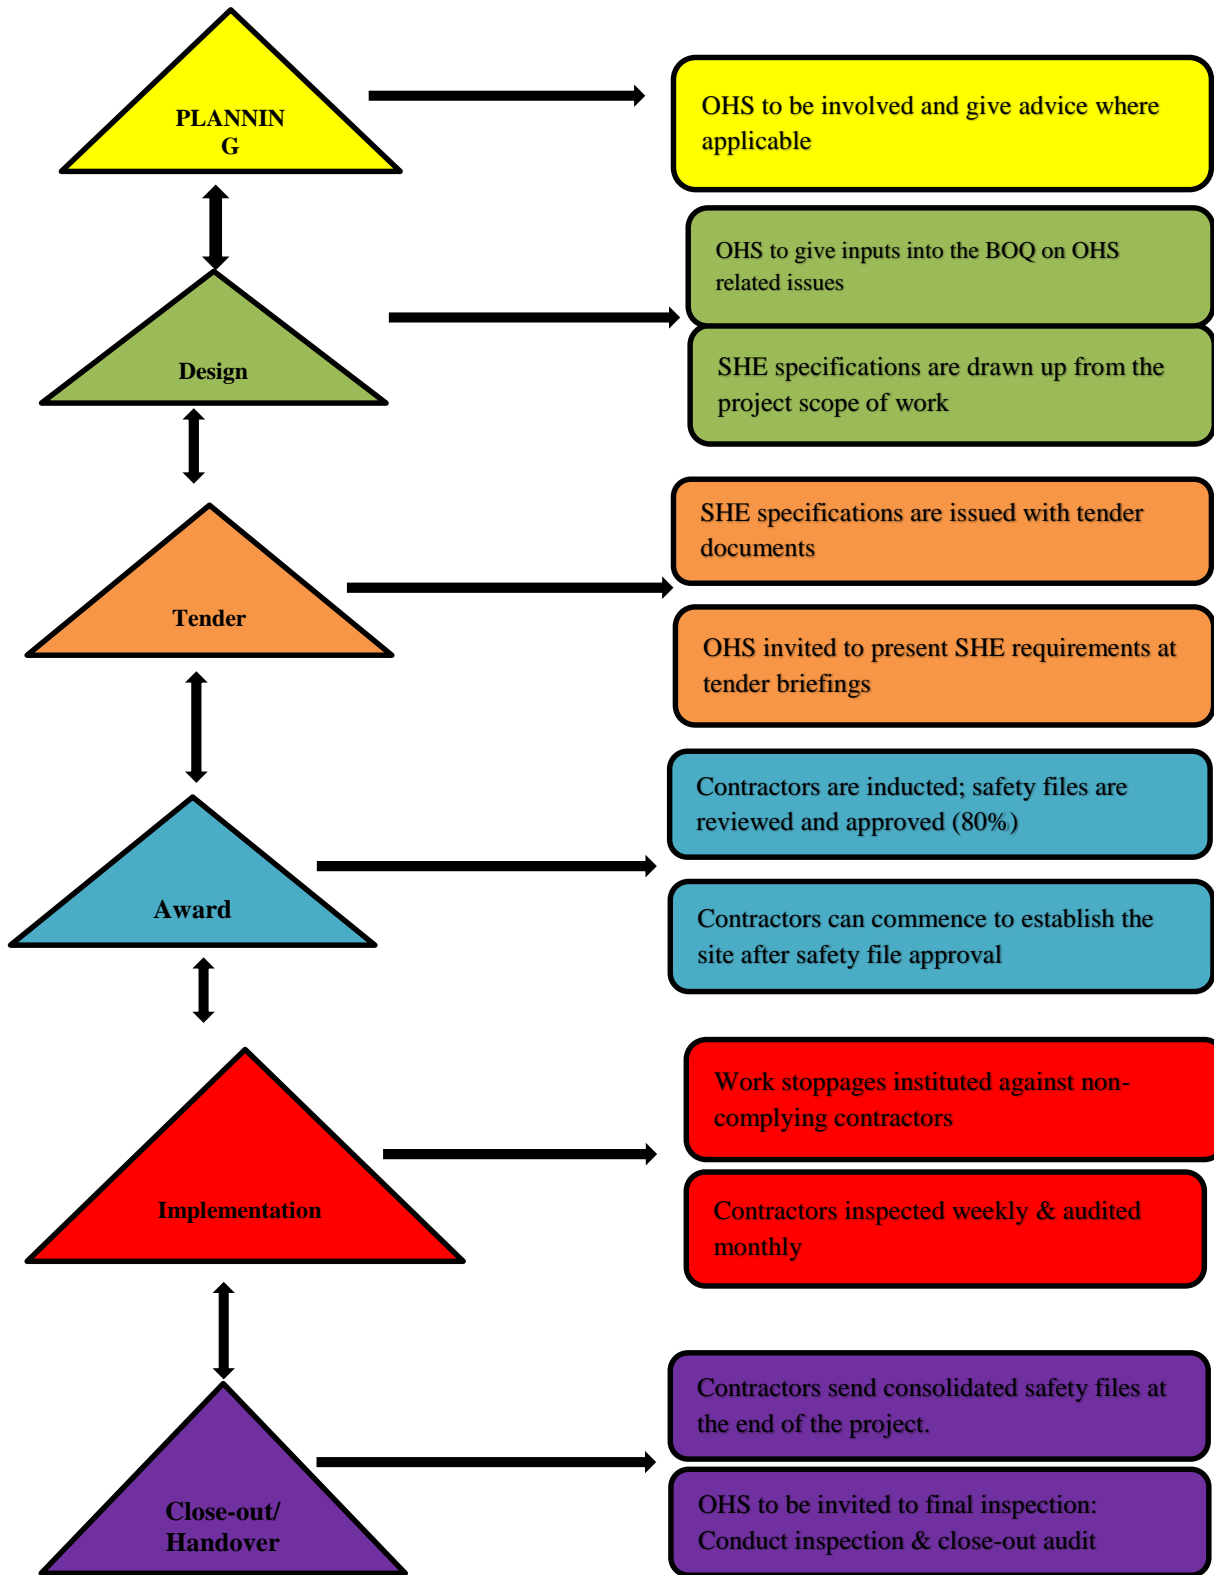 PLANNIN
G
OHS to be involved and give advice where
applicable
OHS to give inputs into the BOQ on OHS
related issues
Design
SHE specifications are drawn up from the
project scope of work
SHE specifications are issued with tender
documents
Tender
OHS invited to present SHE requirements at
tender briefings
Contractors are inducted; safety files are
reviewed and approved (80%)
Award
Contractors can commence to establish the
site after safety file approval
Work stoppages instituted against non-
complying contractors
Implementation
Contractors inspected weekly & audited
monthly
Contractors send consolidated safety files at
the end of the project.
Close-out/
Handover
OHS to be invited to final inspection:
Conduct inspection & close-out audit